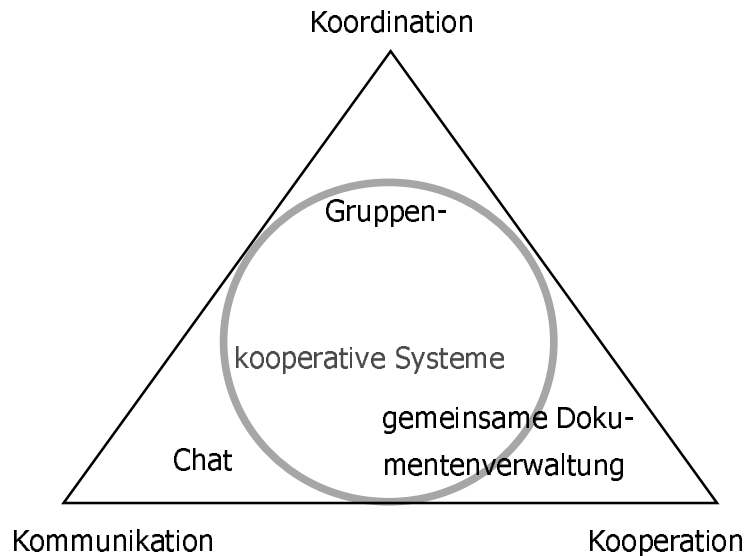 Koordination
Gruppen-
kooperative Systeme
gemeinsame Doku-
Chat
mentenverwaltung
Kommunikation
Kooperation